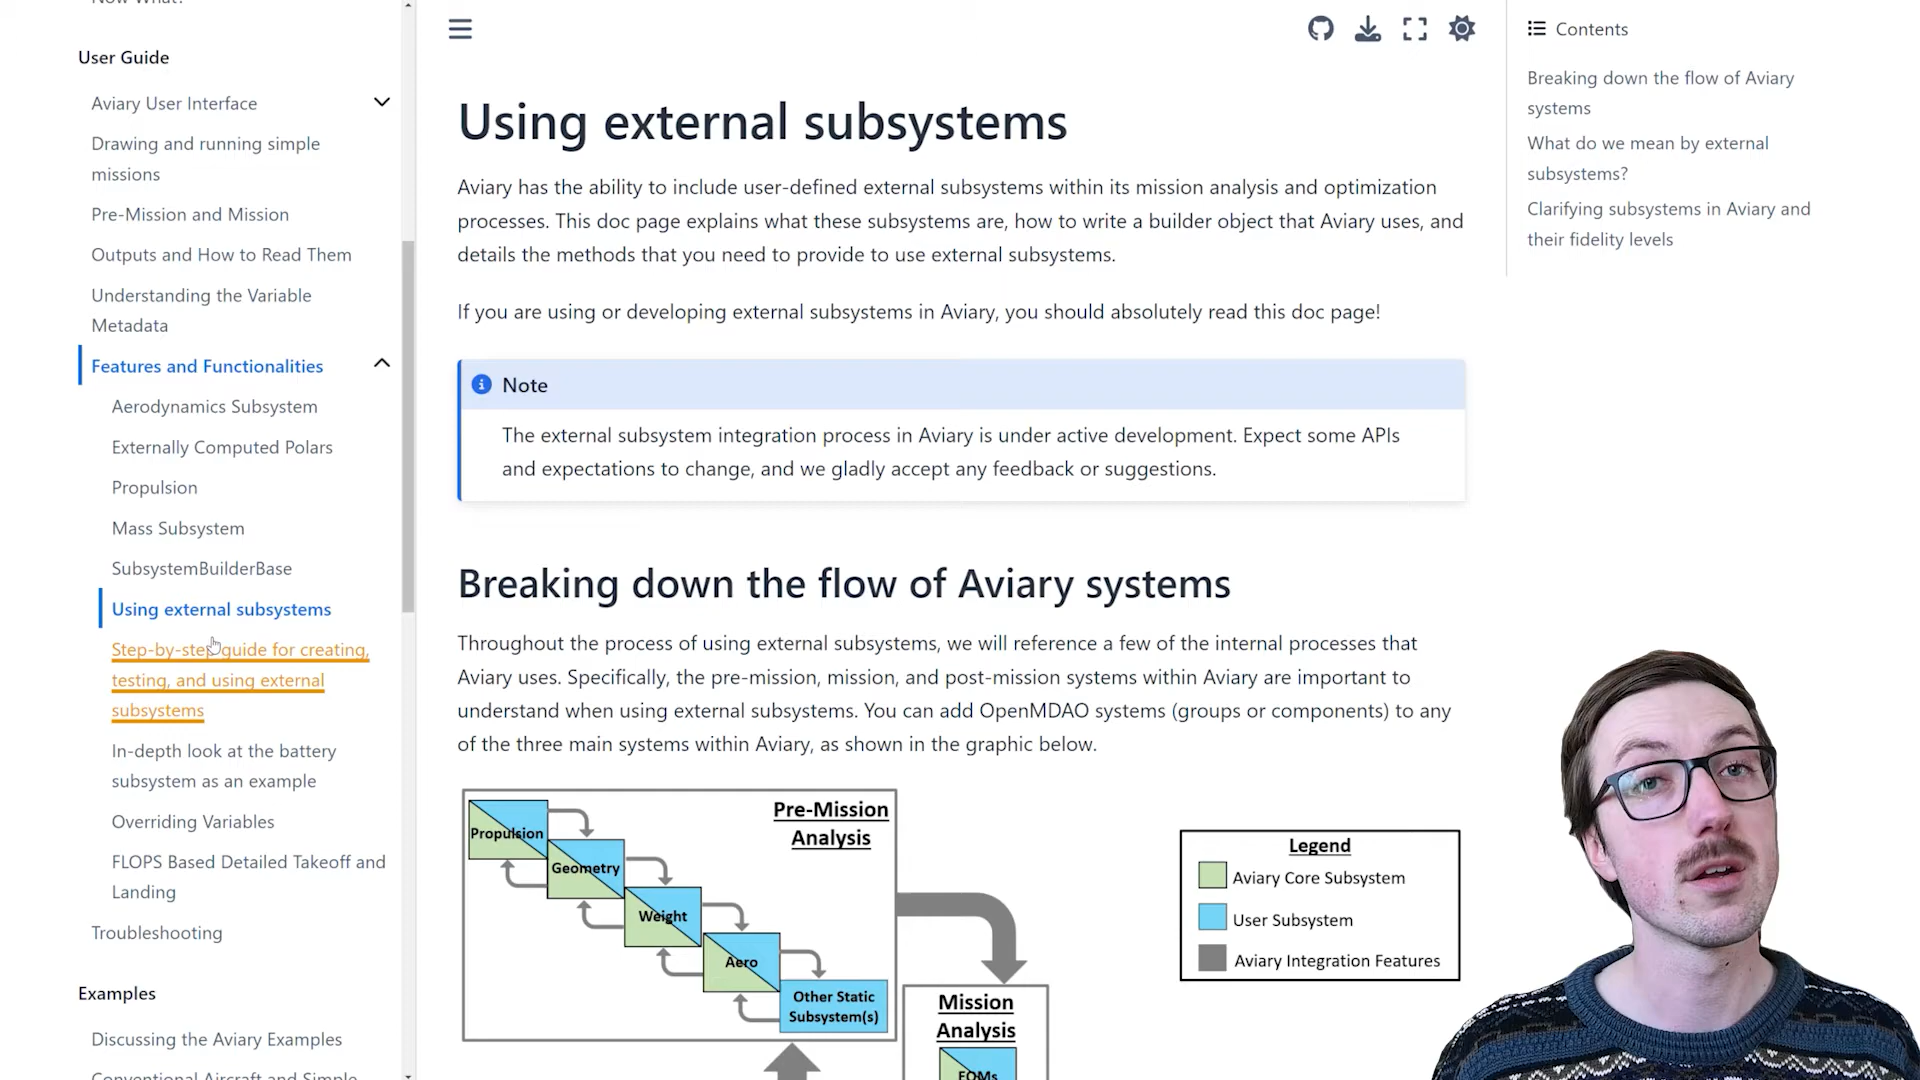 Now What?
User Guide
Aviary User Interface
Drawing and running simple
missions
Pre-Mission and Mission
Outputs and How to Read Them
Understanding the Variable
Metadata
Features and Functionalities
Aerodynamics Subsystem
Externally Computed Polars
Propulsion
Mass Subsystem
SubsystemBuilderBase
Using external subsystems
Step-by-step guide for creating,
testing, and using external
subsystems
In-depth look at the battery
subsystem as an example
Overriding Variables
FLOPS Based Detailed Takeoff and
Landing
Troubleshooting
Examples
Discussing the Aviary Examples
Conventional Aircraft and Simple
Using external subsystems
Aviary has the ability to include user-defined external subsystems within its mission analysis and optimization
processes. This doc page explains what these subsystems are, how to write a builder object that Aviary uses, and
details the methods that you need to provide to use external subsystems.
If you are using or developing external subsystems in Aviary, you should absolutely read this doc page!
Note
The external subsystem integration process in Aviary is under active development. Expect some APIs
and expectations to change, and we gladly accept any feedback or suggestions.
Breaking down the flow of Aviary systems
Throughout the process of using external subsystems, we will reference a few of the internal processes that
Aviary uses. Specifically, the pre-mission, mission, and post-mission systems within Aviary are important to
understand when using external subsystems. You can add OpenMDAO systems (groups or components) to any
of the three main systems within Aviary, as shown in the graphic below.
Pre-Mission
Analysis
Propulsion
Geometry
Weight
Aero
Other Static
Subsystem(s)
Mission
Analysis
EOMs
Legend
Aviary Core Subsystem
User Subsystem
Aviary Integration Features
Contents
Breaking down the flow of Aviary
systems
What do we mean by external
subsystems?
Clarifying subsystems in Aviary and
their fidelity levels